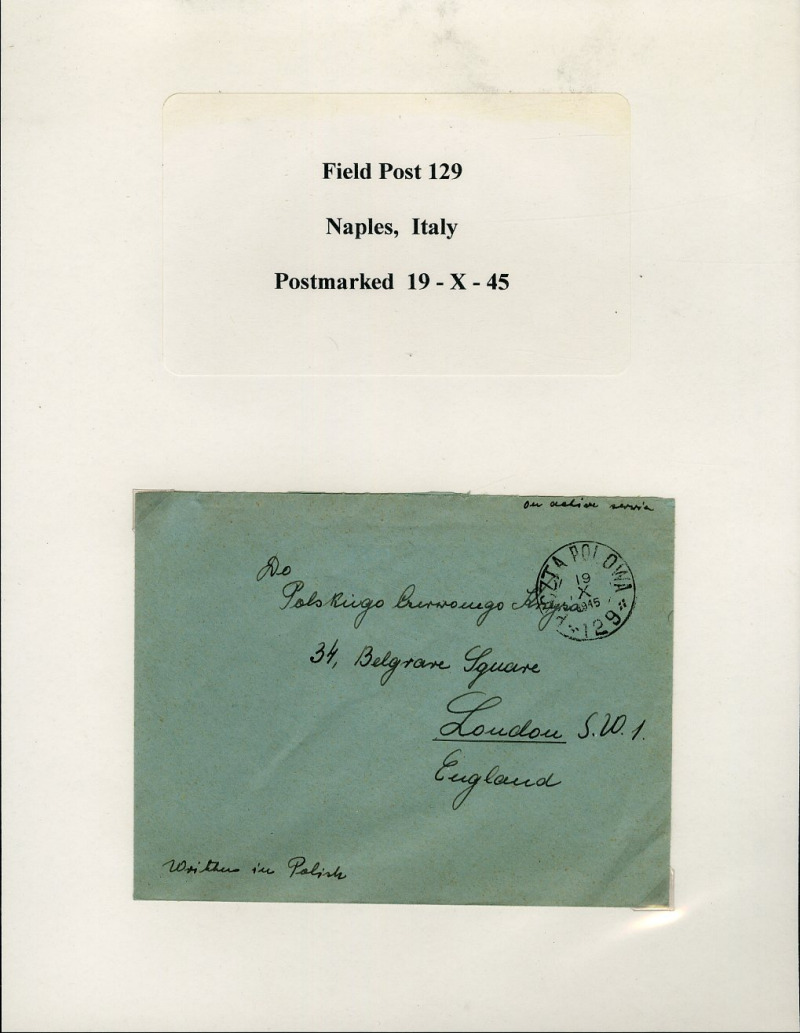 Field Post 129
Naples, Italy
Postmarked 19 - X - 45
on active servic
POCZTA POLOWA
19
X
1945
129
Do
Polskiego Czerwonego Krzyża
34, Belgrave Square
London S.W.1.
England
Written in Polish